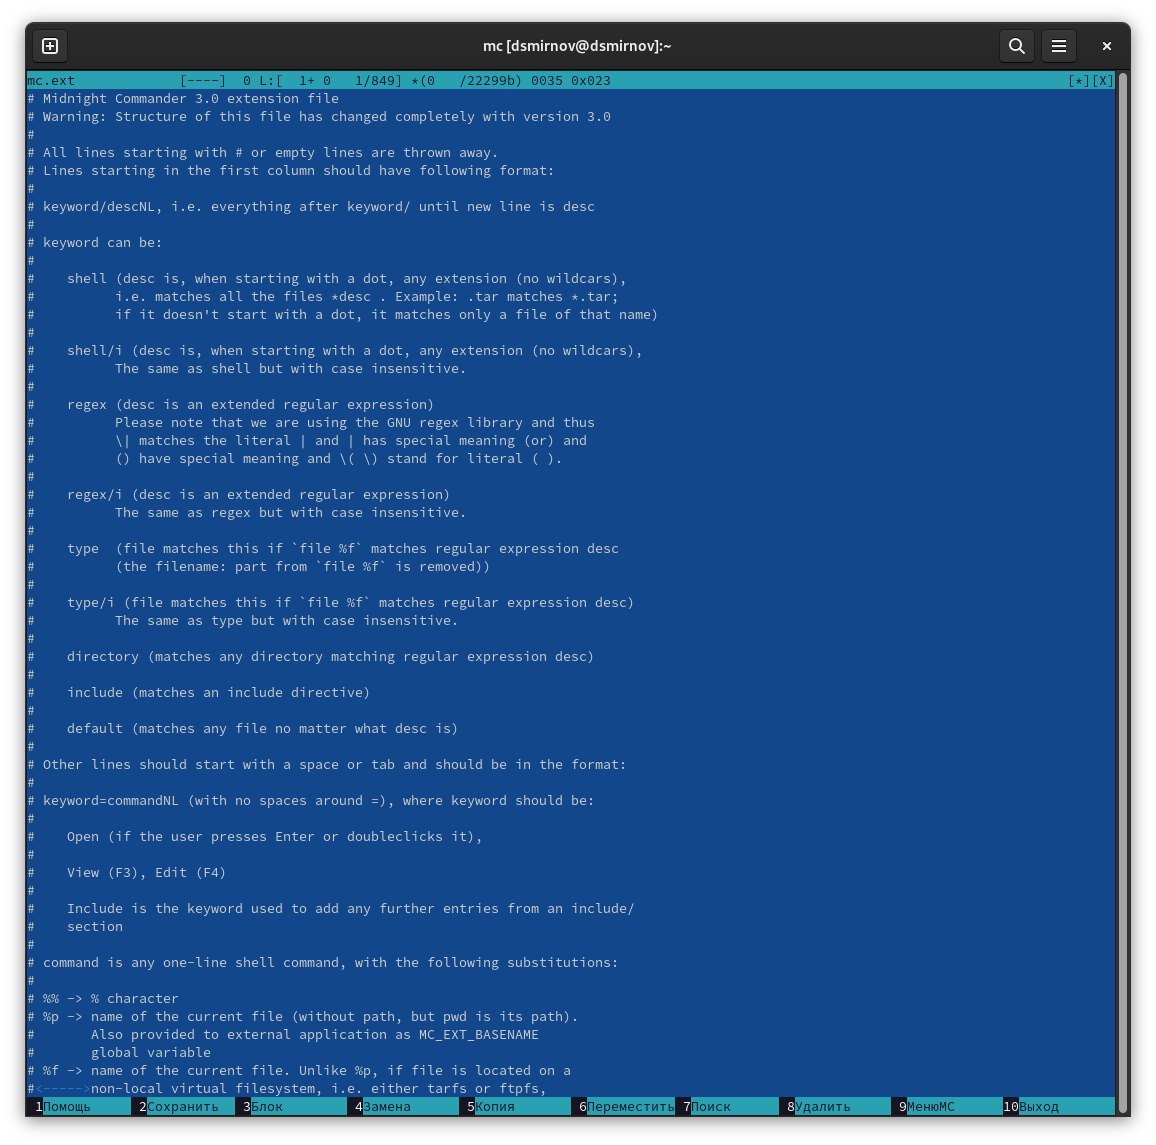 mc [dsmirnov@dsmirnov]:~
mc.ext             [----]  0 L:[  1+ 0   1/849] *(0   /22299b) 0035 0x023                                                         [*][X]
# Midnight Commander 3.0 extension file
# Warning: Structure of this file has changed completely with version 3.0
#
# All lines starting with # or empty lines are thrown away.
# Lines starting in the first column should have following format:
#
# keyword/descNL, i.e. everything after keyword/ until new line is desc
#
# keyword can be:
#
#    shell (desc is, when starting with a dot, any extension (no wildcars),
#          i.e. matches all the files *desc . Example: .tar matches *.tar;
#          if it doesn't start with a dot, it matches only a file of that name)
#
#    shell/i (desc is, when starting with a dot, any extension (no wildcars),
#          The same as shell but with case insensitive.
#
#    regex (desc is an extended regular expression)
#          Please note that we are using the GNU regex library and thus
#          \| matches the literal | and | has special meaning (or) and
#          () have special meaning and \( \) stand for literal ( ).
#
#    regex/i (desc is an extended regular expression)
#          The same as regex but with case insensitive.
#
#    type  (file matches this if `file %f` matches regular expression desc
#          (the filename: part from `file %f` is removed))
#
#    type/i (file matches this if `file %f` matches regular expression desc)
#          The same as type but with case insensitive.
#
#    directory (matches any directory matching regular expression desc)
#
#    include (matches an include directive)
#
#    default (matches any file no matter what desc is)
#
# Other lines should start with a space or tab and should be in the format:
#
# keyword=commandNL (with no spaces around =), where keyword should be:
#
#    Open (if the user presses Enter or doubleclicks it),
#
#    View (F3), Edit (F4)
#
#    Include is the keyword used to add any further entries from an include/
#    section
#
# command is any one-line shell command, with the following substitutions:
#
# %% -> % character
# %p -> name of the current file (without path, but pwd is its path).
#       Also provided to external application as MC_EXT_BASENAME
#       global variable
# %f -> name of the current file. Unlike %p, if file is located on a
#<----->non-local virtual filesystem, i.e. either tarfs or ftpfs,
1Помощь 2Сохранить 3Блок 4Замена 5Копия 6Переместить 7Поиск 8Удалить 9МенюMC 10Выход